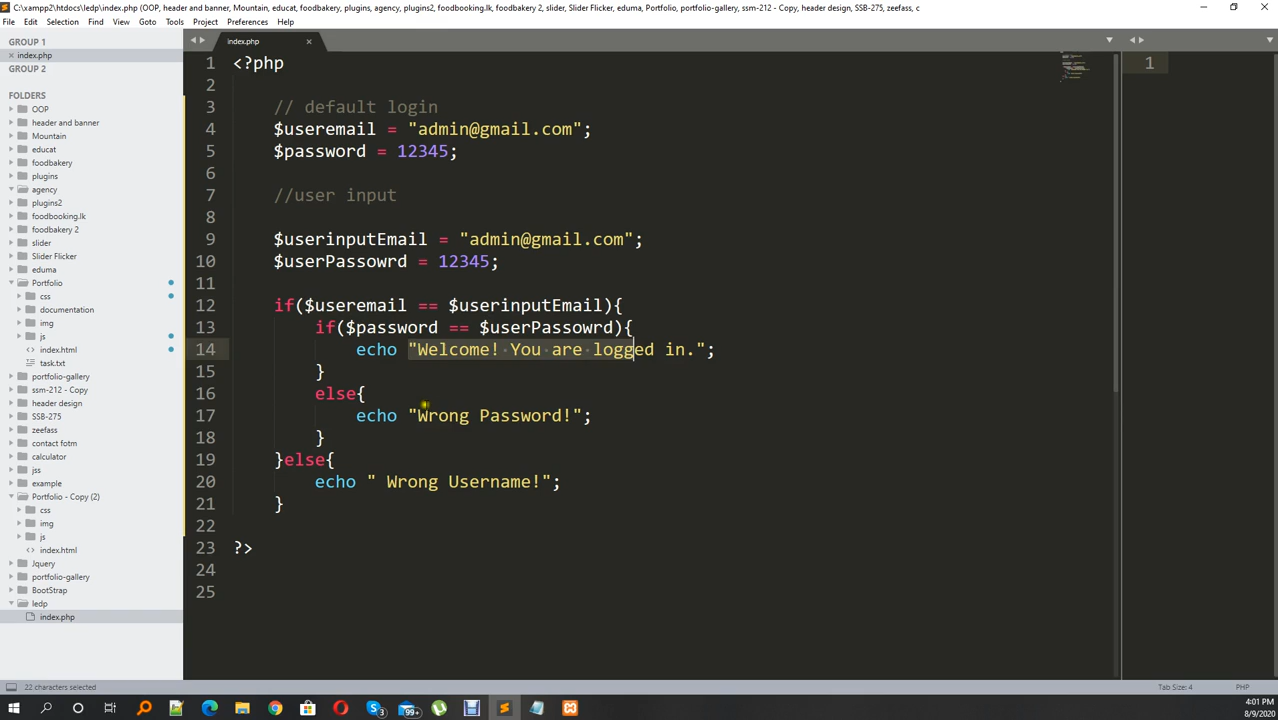 C:\xampp2\htdocs\ledp\index.php (OOP, header and banner, Mountain, educat, foodbakery, plugins, agency, plugins2, foodbooking.lk, foodbakery 2, slider, Slider Flicker, eduma, Portfolio, portfolio-gallery, ssm-212 - Copy, header design, SSB-275, zeefass, c
File Edit Selection Find View Goto Tools Project Preferences Help
GROUP 1
index.php
GROUP 2
FOLDERS
OOP
header and banner
Mountain
educat
foodbakery
plugins
agency
plugins2
foodbooking.lk
foodbakery 2
slider
Slider Flicker
eduma
Portfolio
css
documentation
img
js
index.html
task.txt
portfolio-gallery
ssm-212 - Copy
header design
SSB-275
zeefass
contact fotm
calculator
jss
example
Portfolio - Copy (2)
css
img
js
index.html
Jquery
portfolio-gallery
BootStrap
ledp
index.php
index.php
1 <?php
2
3 // default login
4 $useremail = "admin@gmail.com";
5 $password = 12345;
6
7 //user input
8
9 $userinputEmail = "admin@gmail.com";
10 $userPassowrd = 12345;
11
12 if($useremail == $userinputEmail){
13 if($password == $userPassowrd){
14 echo "Welcome! You are logged in.";
15 }
16 else{
17 echo "Wrong Password!";
18 }
19 }else{
20 echo " Wrong Username!";
21 }
22
23 ?>
24
25
1
22 characters selected
Tab Size: 4 PHP
3
99+
4:01 PM
8/9/2020